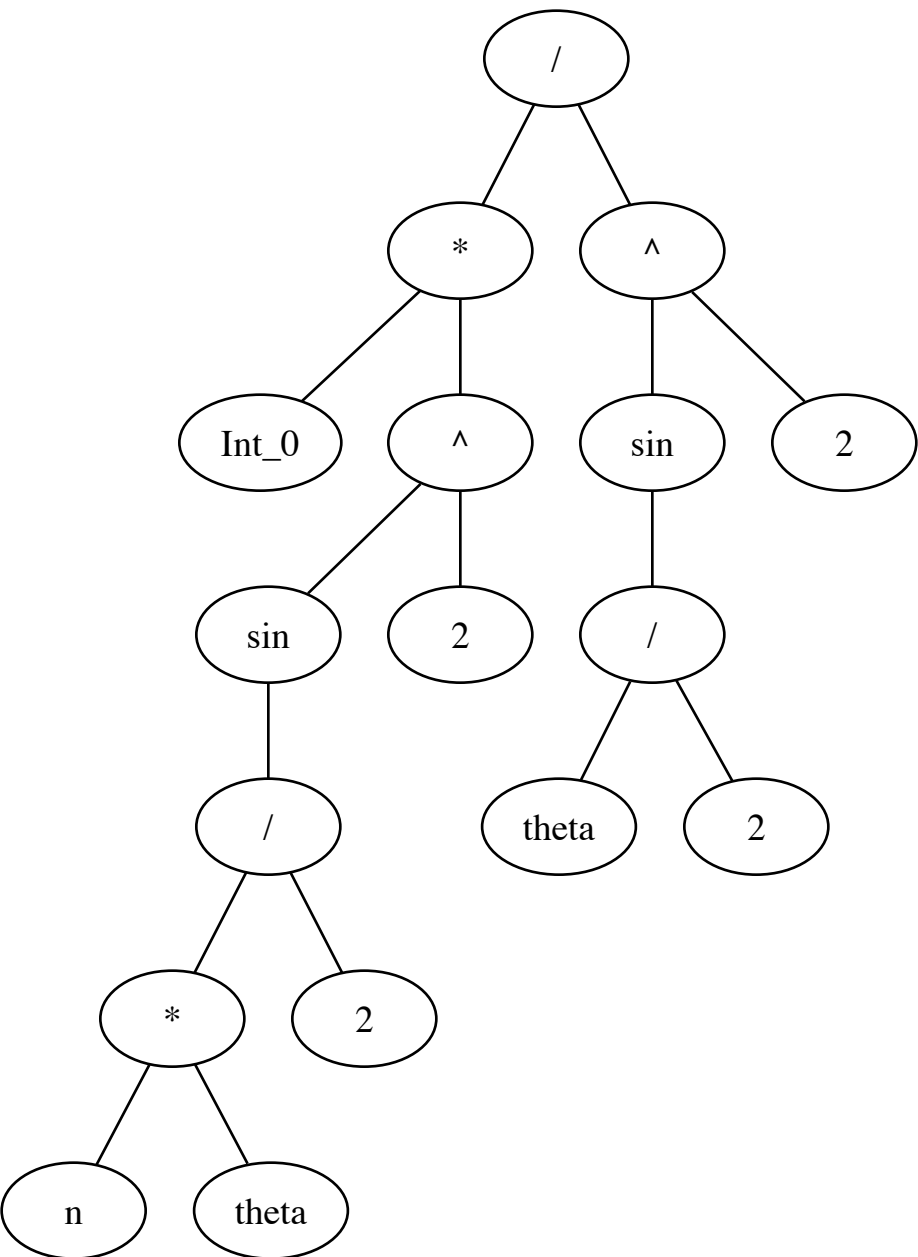 /
* ^
Int_0 ^ sin 2
sin 2 /
/ theta 2
* 2
n theta